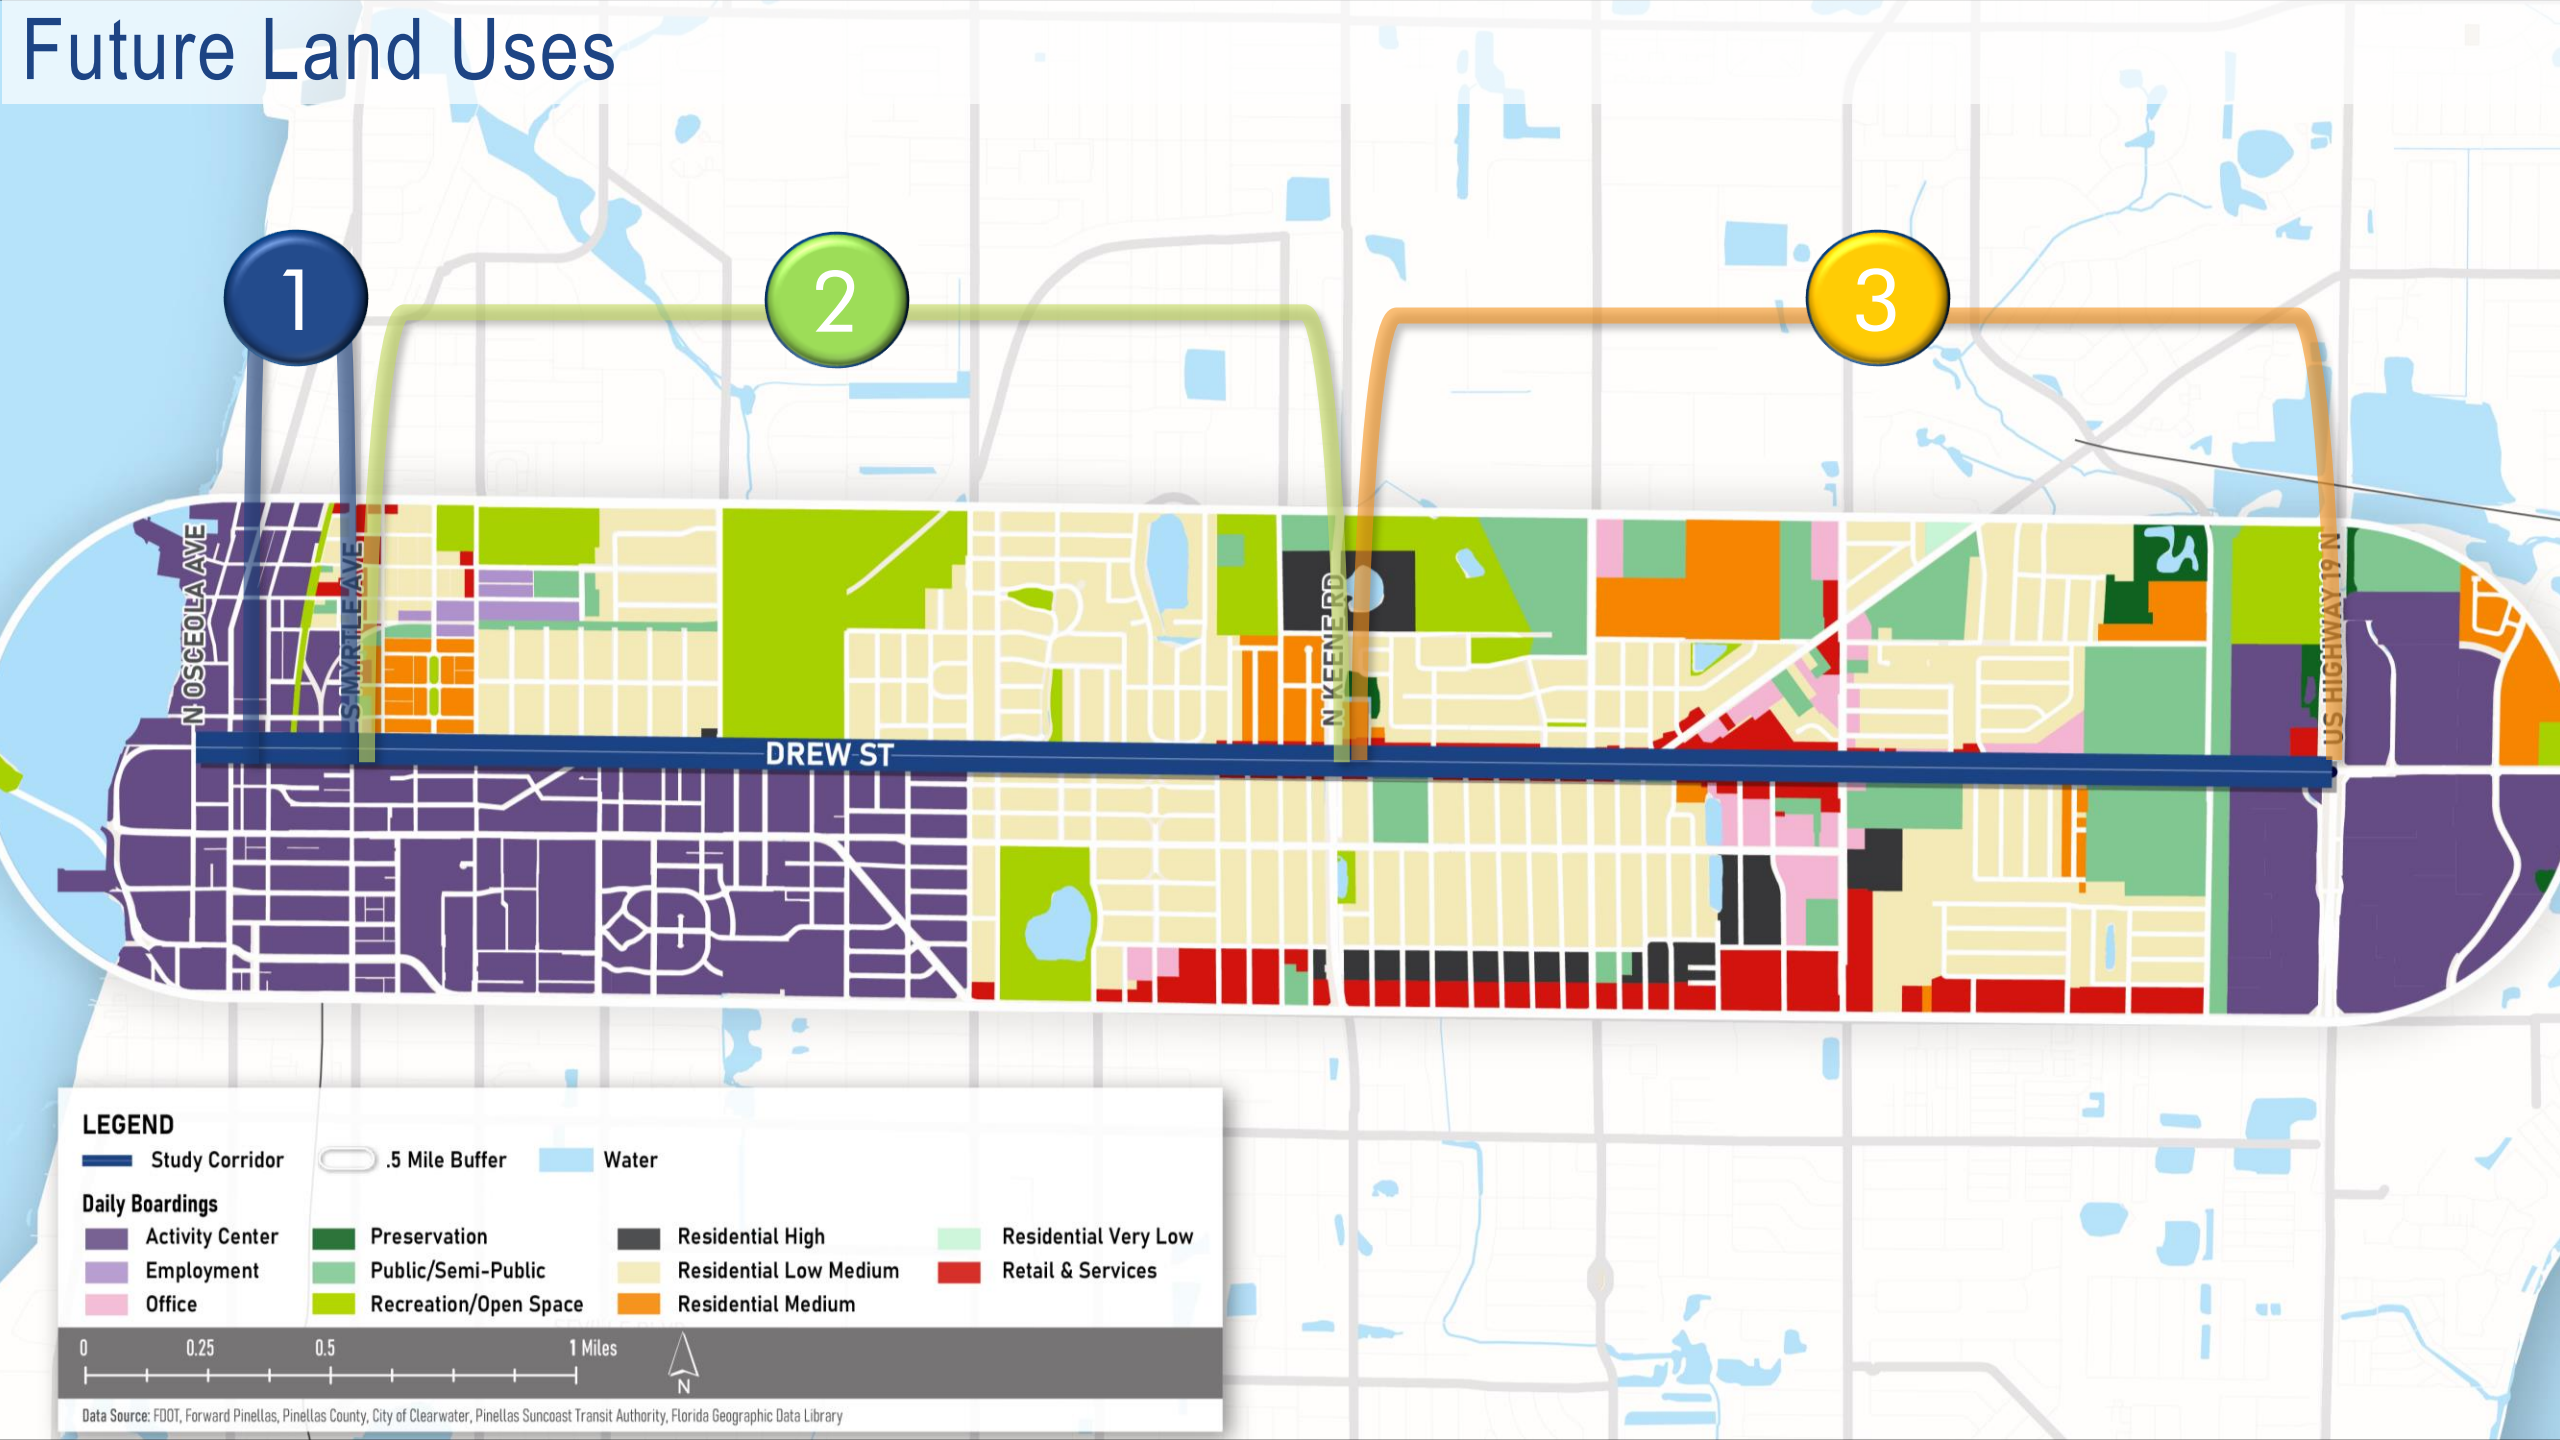 Future Land Uses
1
2
3
N OSCEOLA AVE
S MYRTLE AVE
N KEENE RD
US HIGHWAY 19 N
DREW ST
LEGEND
Study Corridor
.5 Mile Buffer
Water
Daily Boardings
Activity Center
Preservation
Residential High
Residential Very Low
Employment
Public/Semi-Public
Residential Low Medium
Retail & Services
Office
Recreation/Open Space
Residential Medium
0 0.25 0.5 1 Miles
N
Data Source: FDOT, Forward Pinellas, Pinellas County, City of Clearwater, Pinellas Suncoast Transit Authority, Florida Geographic Data Library